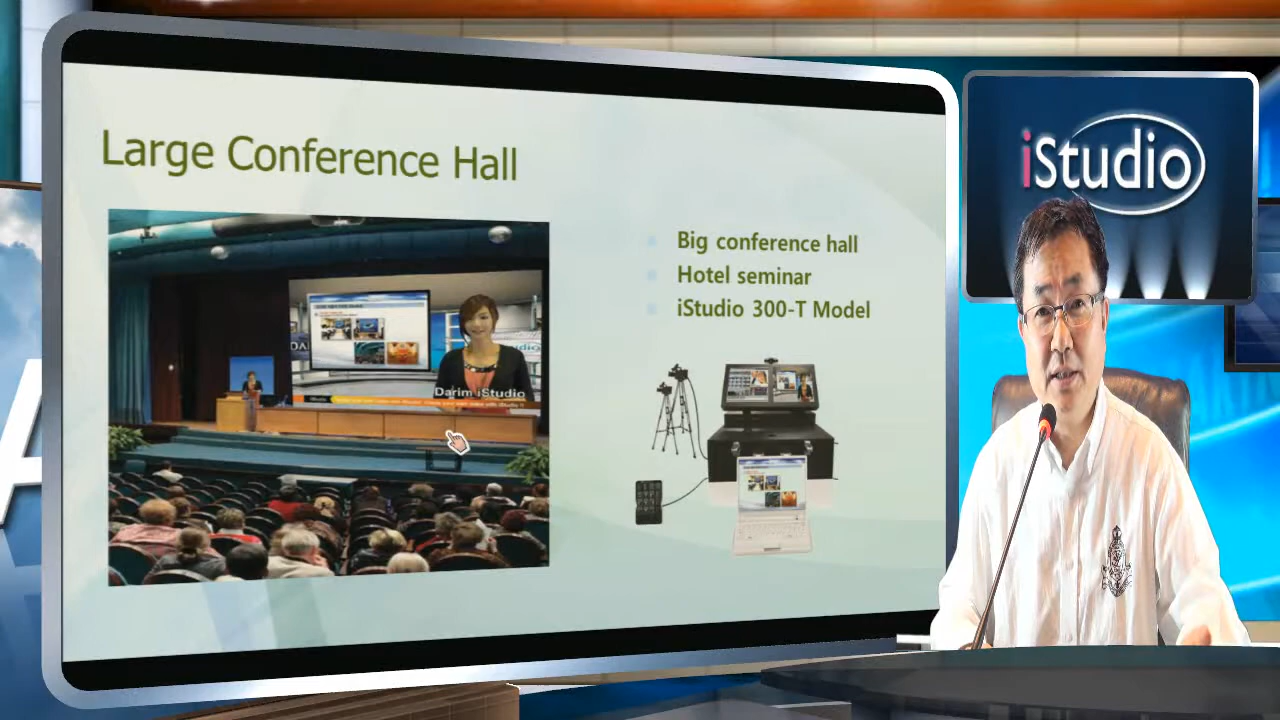 Large Conference Hall
Big conference hall
Hotel seminar
iStudio 300-T Model
Darim iStudio
iStudio